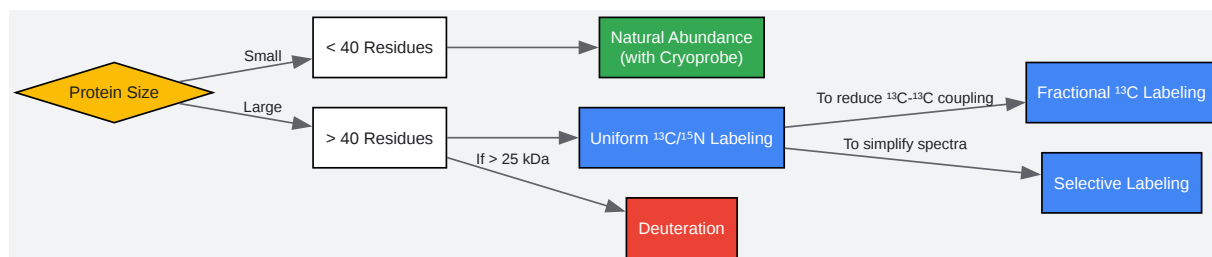 Protein Size
Small
Large
< 40 Residues
> 40 Residues
If > 25 kDa
Natural Abundance
(with Cryoprobe)
Uniform ¹³C/¹⁵N Labeling
Deuteration
To reduce ¹³C-¹³C coupling
To simplify spectra
Fractional ¹³C Labeling
Selective Labeling